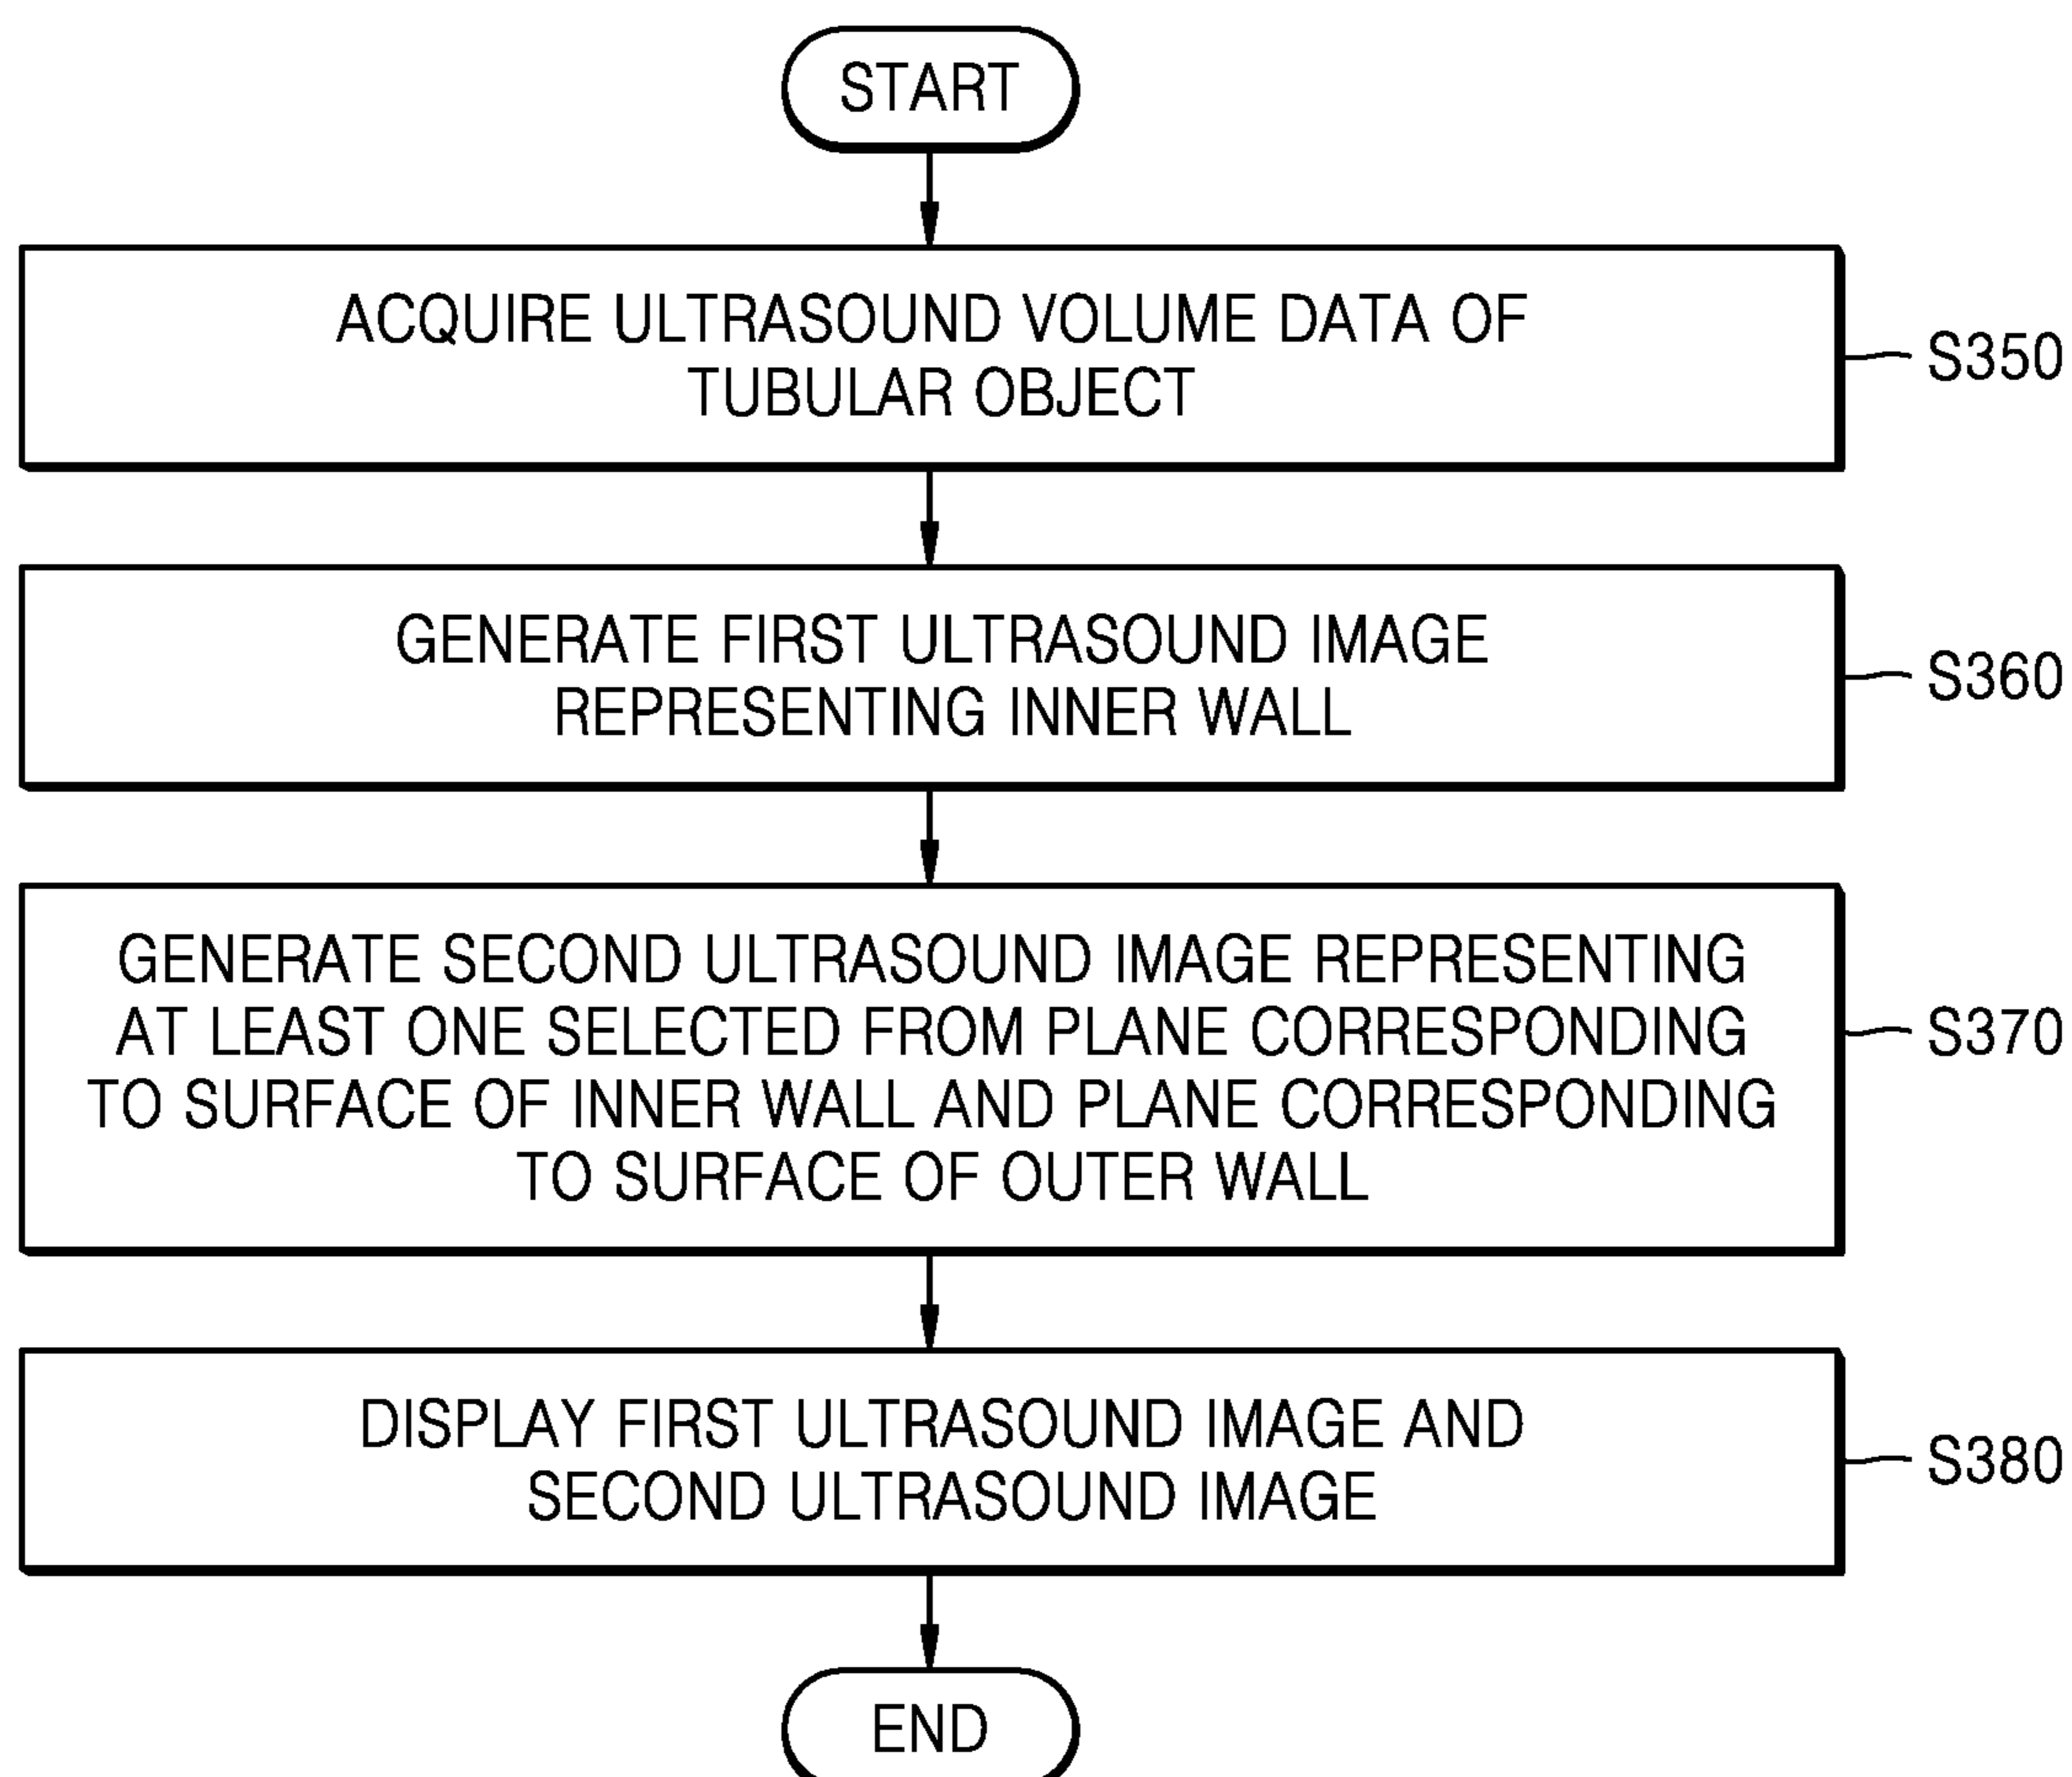 START
ACQUIRE ULTRASOUND VOLUME DATA OF
TUBULAR OBJECT
S350
GENERATE FIRST ULTRASOUND IMAGE
REPRESENTING INNER WALL
S360
GENERATE SECOND ULTRASOUND IMAGE REPRESENTING
AT LEAST ONE SELECTED FROM PLANE CORRESPONDING
TO SURFACE OF INNER WALL AND PLANE CORRESPONDING
TO SURFACE OF OUTER WALL
S370
DISPLAY FIRST ULTRASOUND IMAGE AND
SECOND ULTRASOUND IMAGE
S380
END